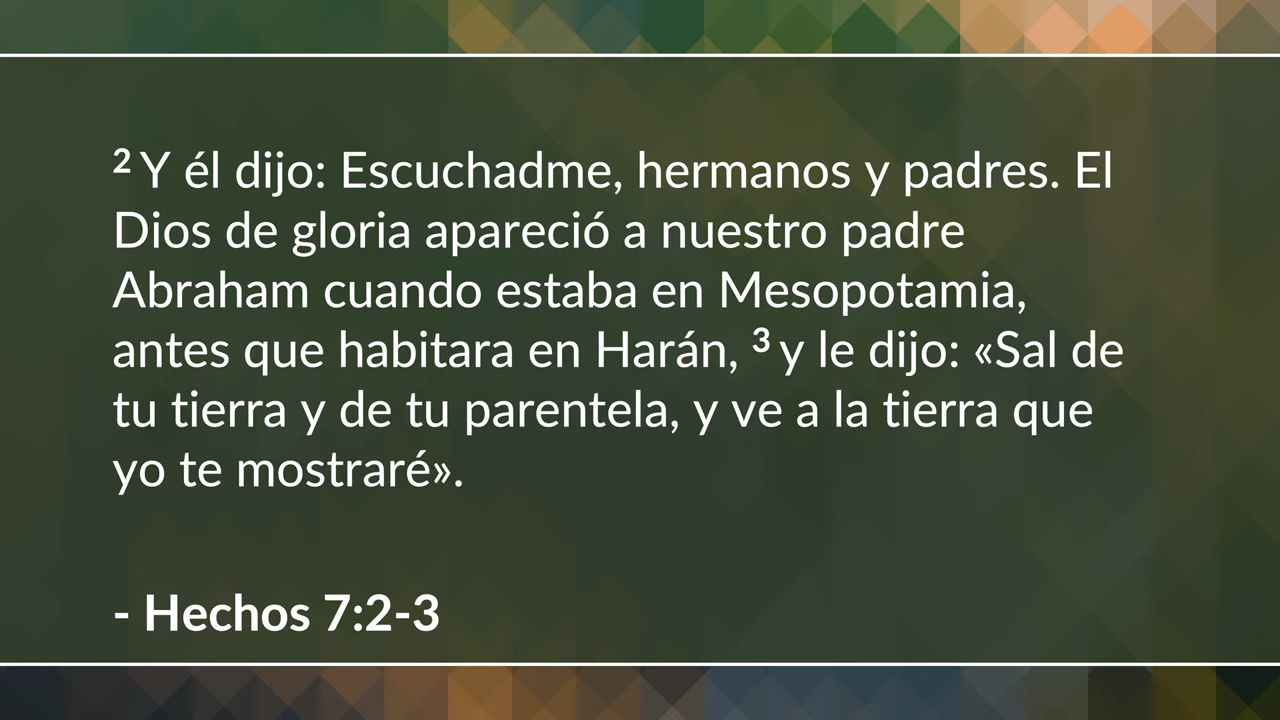 2 Y él dijo: Escuchadme, hermanos y padres. El
Dios de gloria apareció a nuestro padre
Abraham cuando estaba en Mesopotamia,
antes que habitara en Harán, 3 y le dijo: «Sal de
tu tierra y de tu parentela, y ve a la tierra que
yo te mostraré».
- Hechos 7:2-3